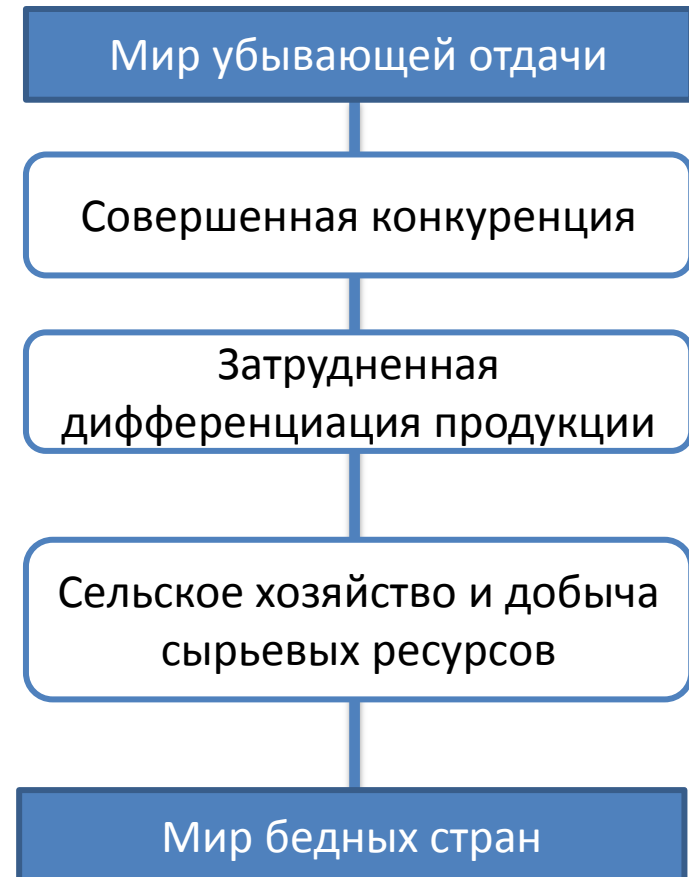 Мир убывающей отдачи
Совершенная конкуренция
Затрудненная
дифференциация продукции
Сельское хозяйство и добыча
сырьевых ресурсов
Мир бедных стран